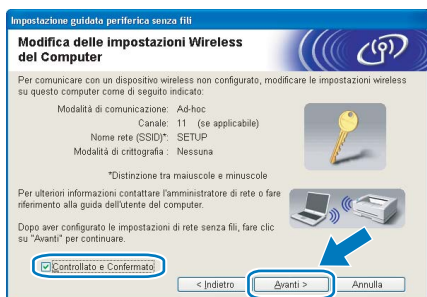 Impostazione guidata periferica senza fili
Modifica delle impostazioni Wireless
del Computer
Per comunicare con un dispositivo wireless non configurato, modificare le impostazioni wireless
su questo computer come di seguito indicato:
Modalità di comunicazione: Ad-hoc
Canale: 11 (se applicabile)
Nome rete (SSID)*: SETUP
Modalità di crittografia : Nessuna
*Distinzione tra maiuscole e minuscole
Per ulteriori informazioni contattare l'amministratore di rete o fare
riferimento alla guida dell'utente del computer.
Dopo aver configurato le impostazioni di rete senza fili, fare clic
su "Avanti" per continuare.
Controllato e Confermato
< Indietro
Avanti >
Annulla